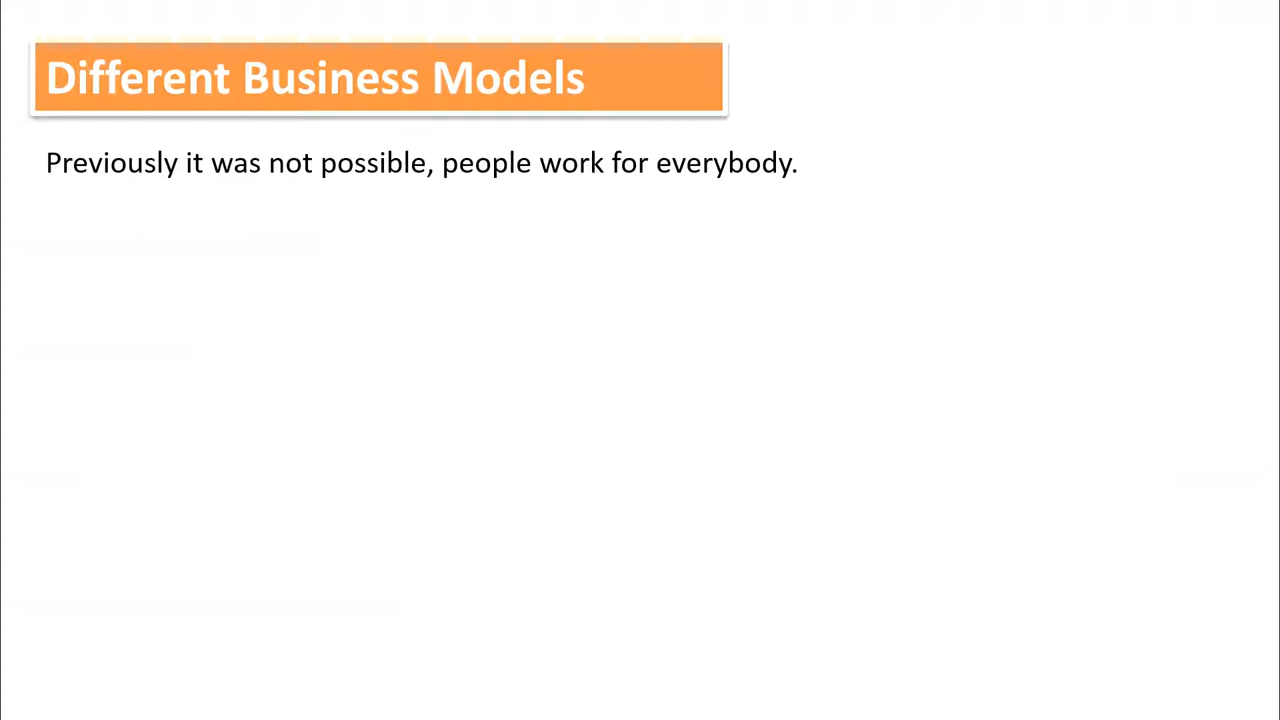 Different Business Models
Previously it was not possible, people work for everybody.